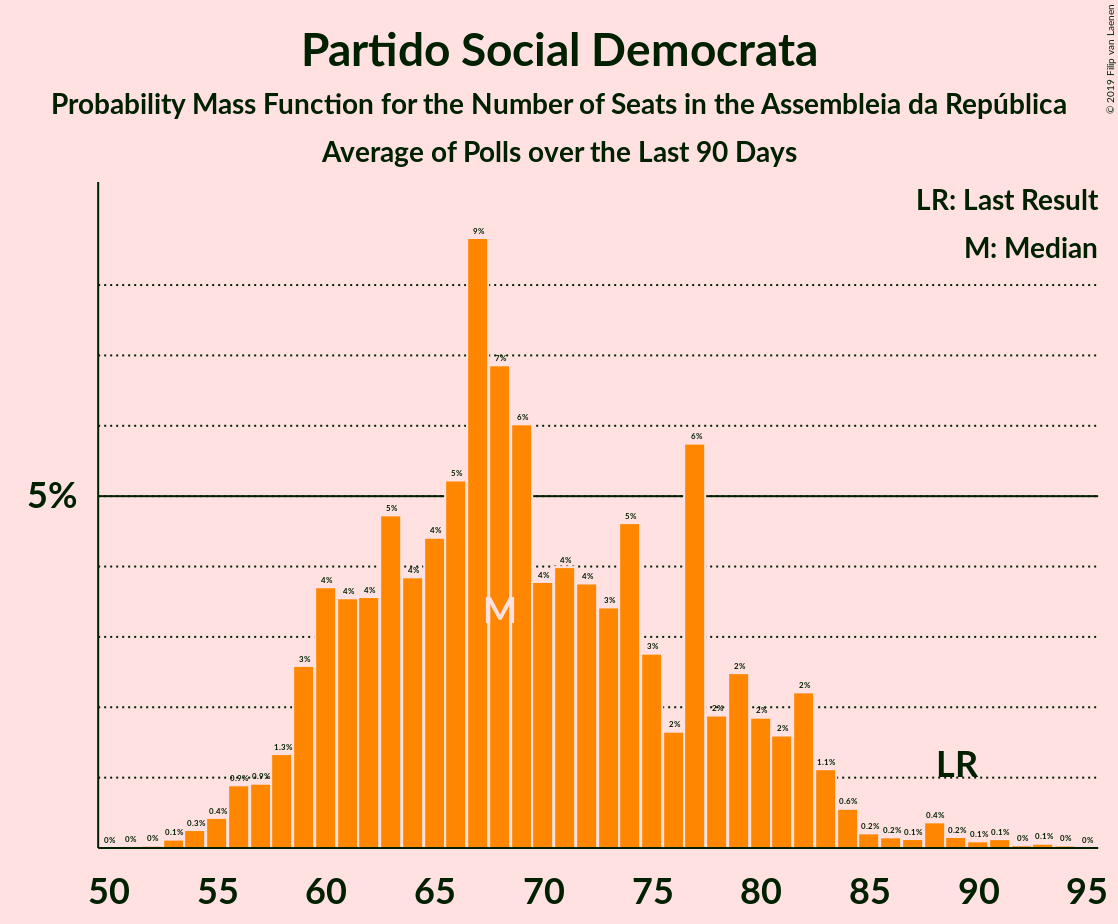 Partido Social Democrata
Probability Mass Function for the Number of Seats in the Assembleia da República
Average of Polls over the Last 90 Days
© 2019 Filip van Laenen
LR: Last Result
M: Median
5%
0% 0% 0% 0.1% 0.3% 0.4% 0.9% 0.9% 1.3% 3% 4% 4% 4% 5% 4% 4% 5% 9% 7% 6% 4% 4% 4% 3% 5% 3% 2% 6% 2% 2% 2% 2% 2% 1.1% 0.6% 0.2% 0.2% 0.1% 0.4% 0.2% 0.1% 0.1% 0% 0.1% 0% 0%
M
LR
50 55 60 65 70 75 80 85 90 95